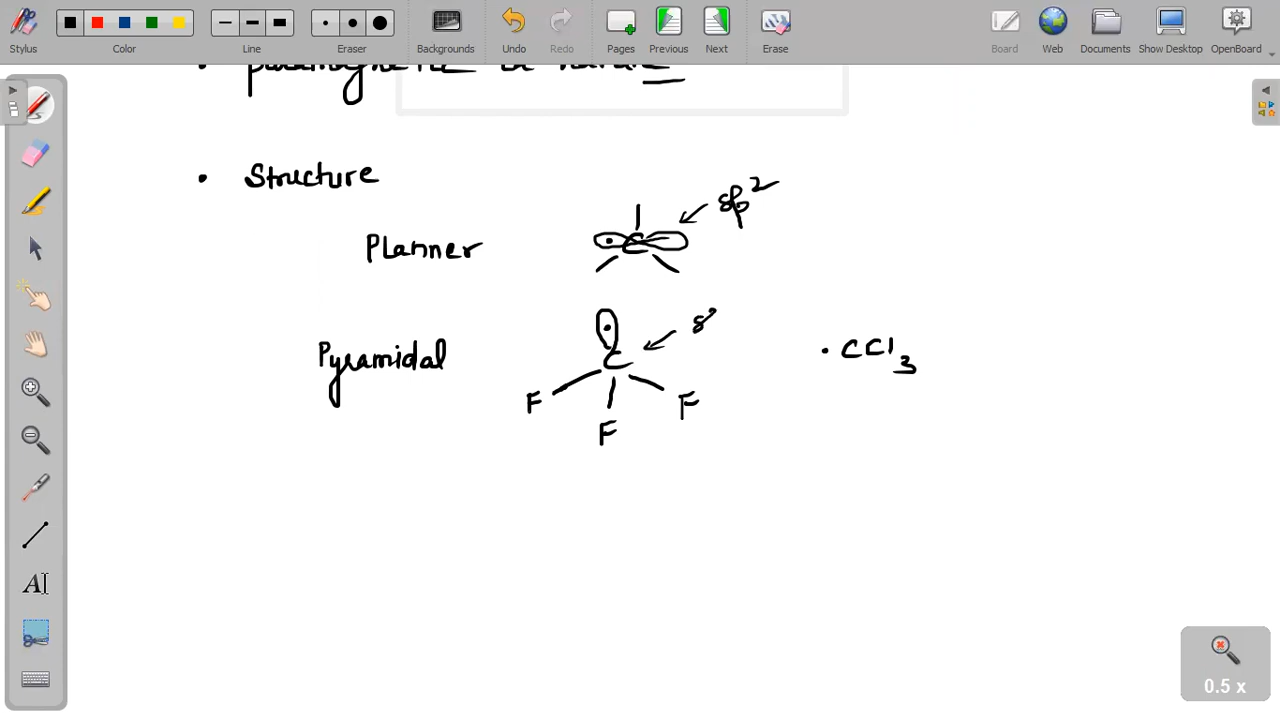 Stylus
Color
Line
Eraser
Backgrounds
Undo
Redo
Pages
Previous
Next
Erase
Board
Web
Documents
Show Desktop
OpenBoard
• Structure
Planner C sp2
Pyramidal C s • CCl3
F F
F
0.5 x